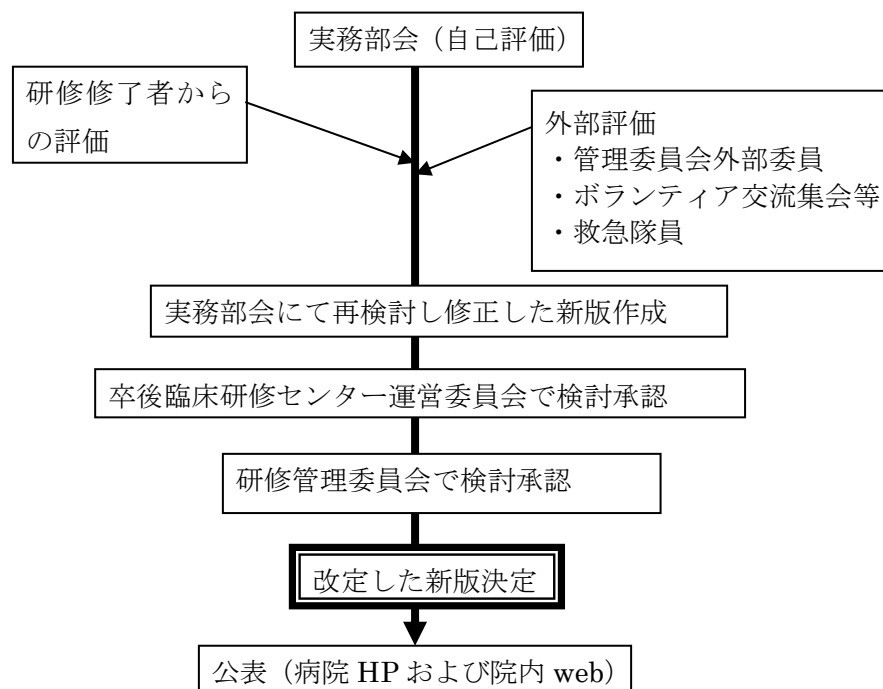 実務部会（自己評価）
研修修了者から
の評価
外部評価
・管理委員会外部委員
・ボランティア交流集会等
・救急隊員
実務部会にて再検討し修正した新版作成
卒後臨床研修センター運営委員会で検討承認
研修管理委員会で検討承認
改定した新版決定
公表（病院 HP および院内 web）